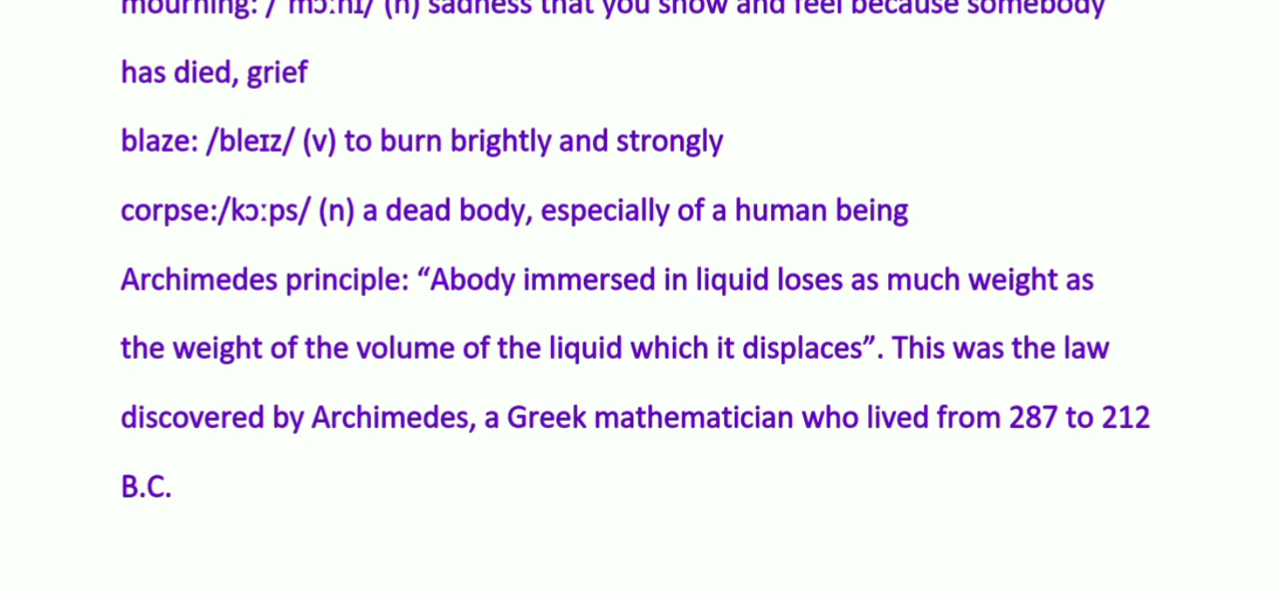 mourning: /ˈmɔːnɪ/ (n) sadness that you show and feel because somebody
has died, grief
blaze: /bleɪz/ (v) to burn brightly and strongly
corpse:/kɔːps/ (n) a dead body, especially of a human being
Archimedes principle: “Abody immersed in liquid loses as much weight as
the weight of the volume of the liquid which it displaces”. This was the law
discovered by Archimedes, a Greek mathematician who lived from 287 to 212
B.C.